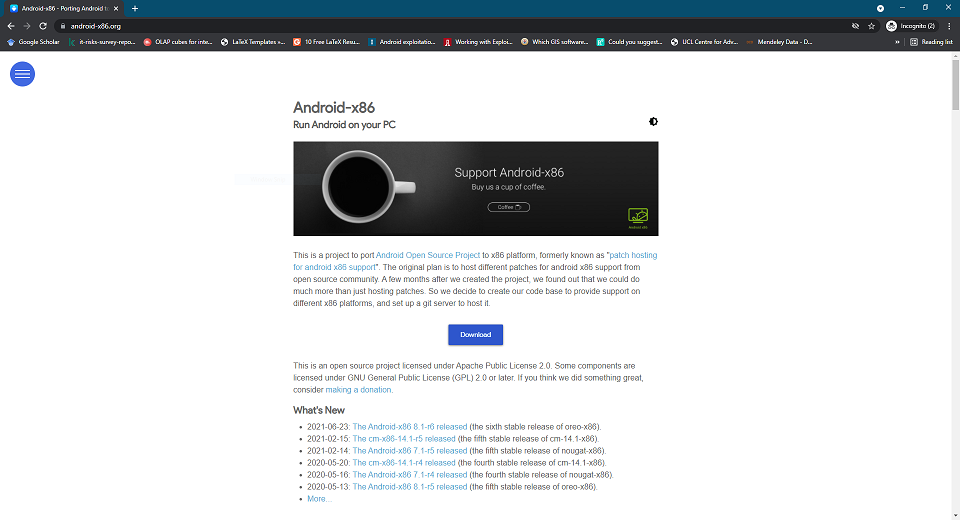 Android-x86 - Porting Android to
android-x86.org
Incognito (2)
Google Scholar
it-risks-survey-repo...
OLAP cubes for inte...
LaTeX Templates »...
10 Free LaTeX Resu...
Android exploitatio...
Working with Exploi...
Which GIS software...
Could you suggest...
UCL Centre for Adv...
Mendeley Data - D...
»
Reading list
Android-x86
Run Android on your PC
Support Android-x86
Buy us a cup of coffee.
Coffee
Android-x86
This is a project to port Android Open Source Project to x86 platform, formerly known as "patch hosting
for android x86 support". The original plan is to host different patches for android x86 support from
open source community. A few months after we created the project, we found out that we could do
much more than just hosting patches. So we decide to create our code base to provide support on
different x86 platforms, and set up a git server to host it.
Download
This is an open source project licensed under Apache Public License 2.0. Some components are
licensed under GNU General Public License (GPL) 2.0 or later. If you think we did something great,
consider making a donation.
What's New
2021-06-23: The Android-x86 8.1-r6 released (the sixth stable release of oreo-x86).
2021-02-15: The cm-x86-14.1-r5 released (the fifth stable release of cm-14.1-x86).
2021-02-14: The Android-x86 7.1-r5 released (the fifth stable release of nougat-x86).
2020-05-20: The cm-x86-14.1-r4 released (the fourth stable release of cm-14.1-x86).
2020-05-16: The Android-x86 7.1-r4 released (the fourth stable release of nougat-x86).
2020-05-13: The Android-x86 8.1-r5 released (the fifth stable release of oreo-x86).
More...